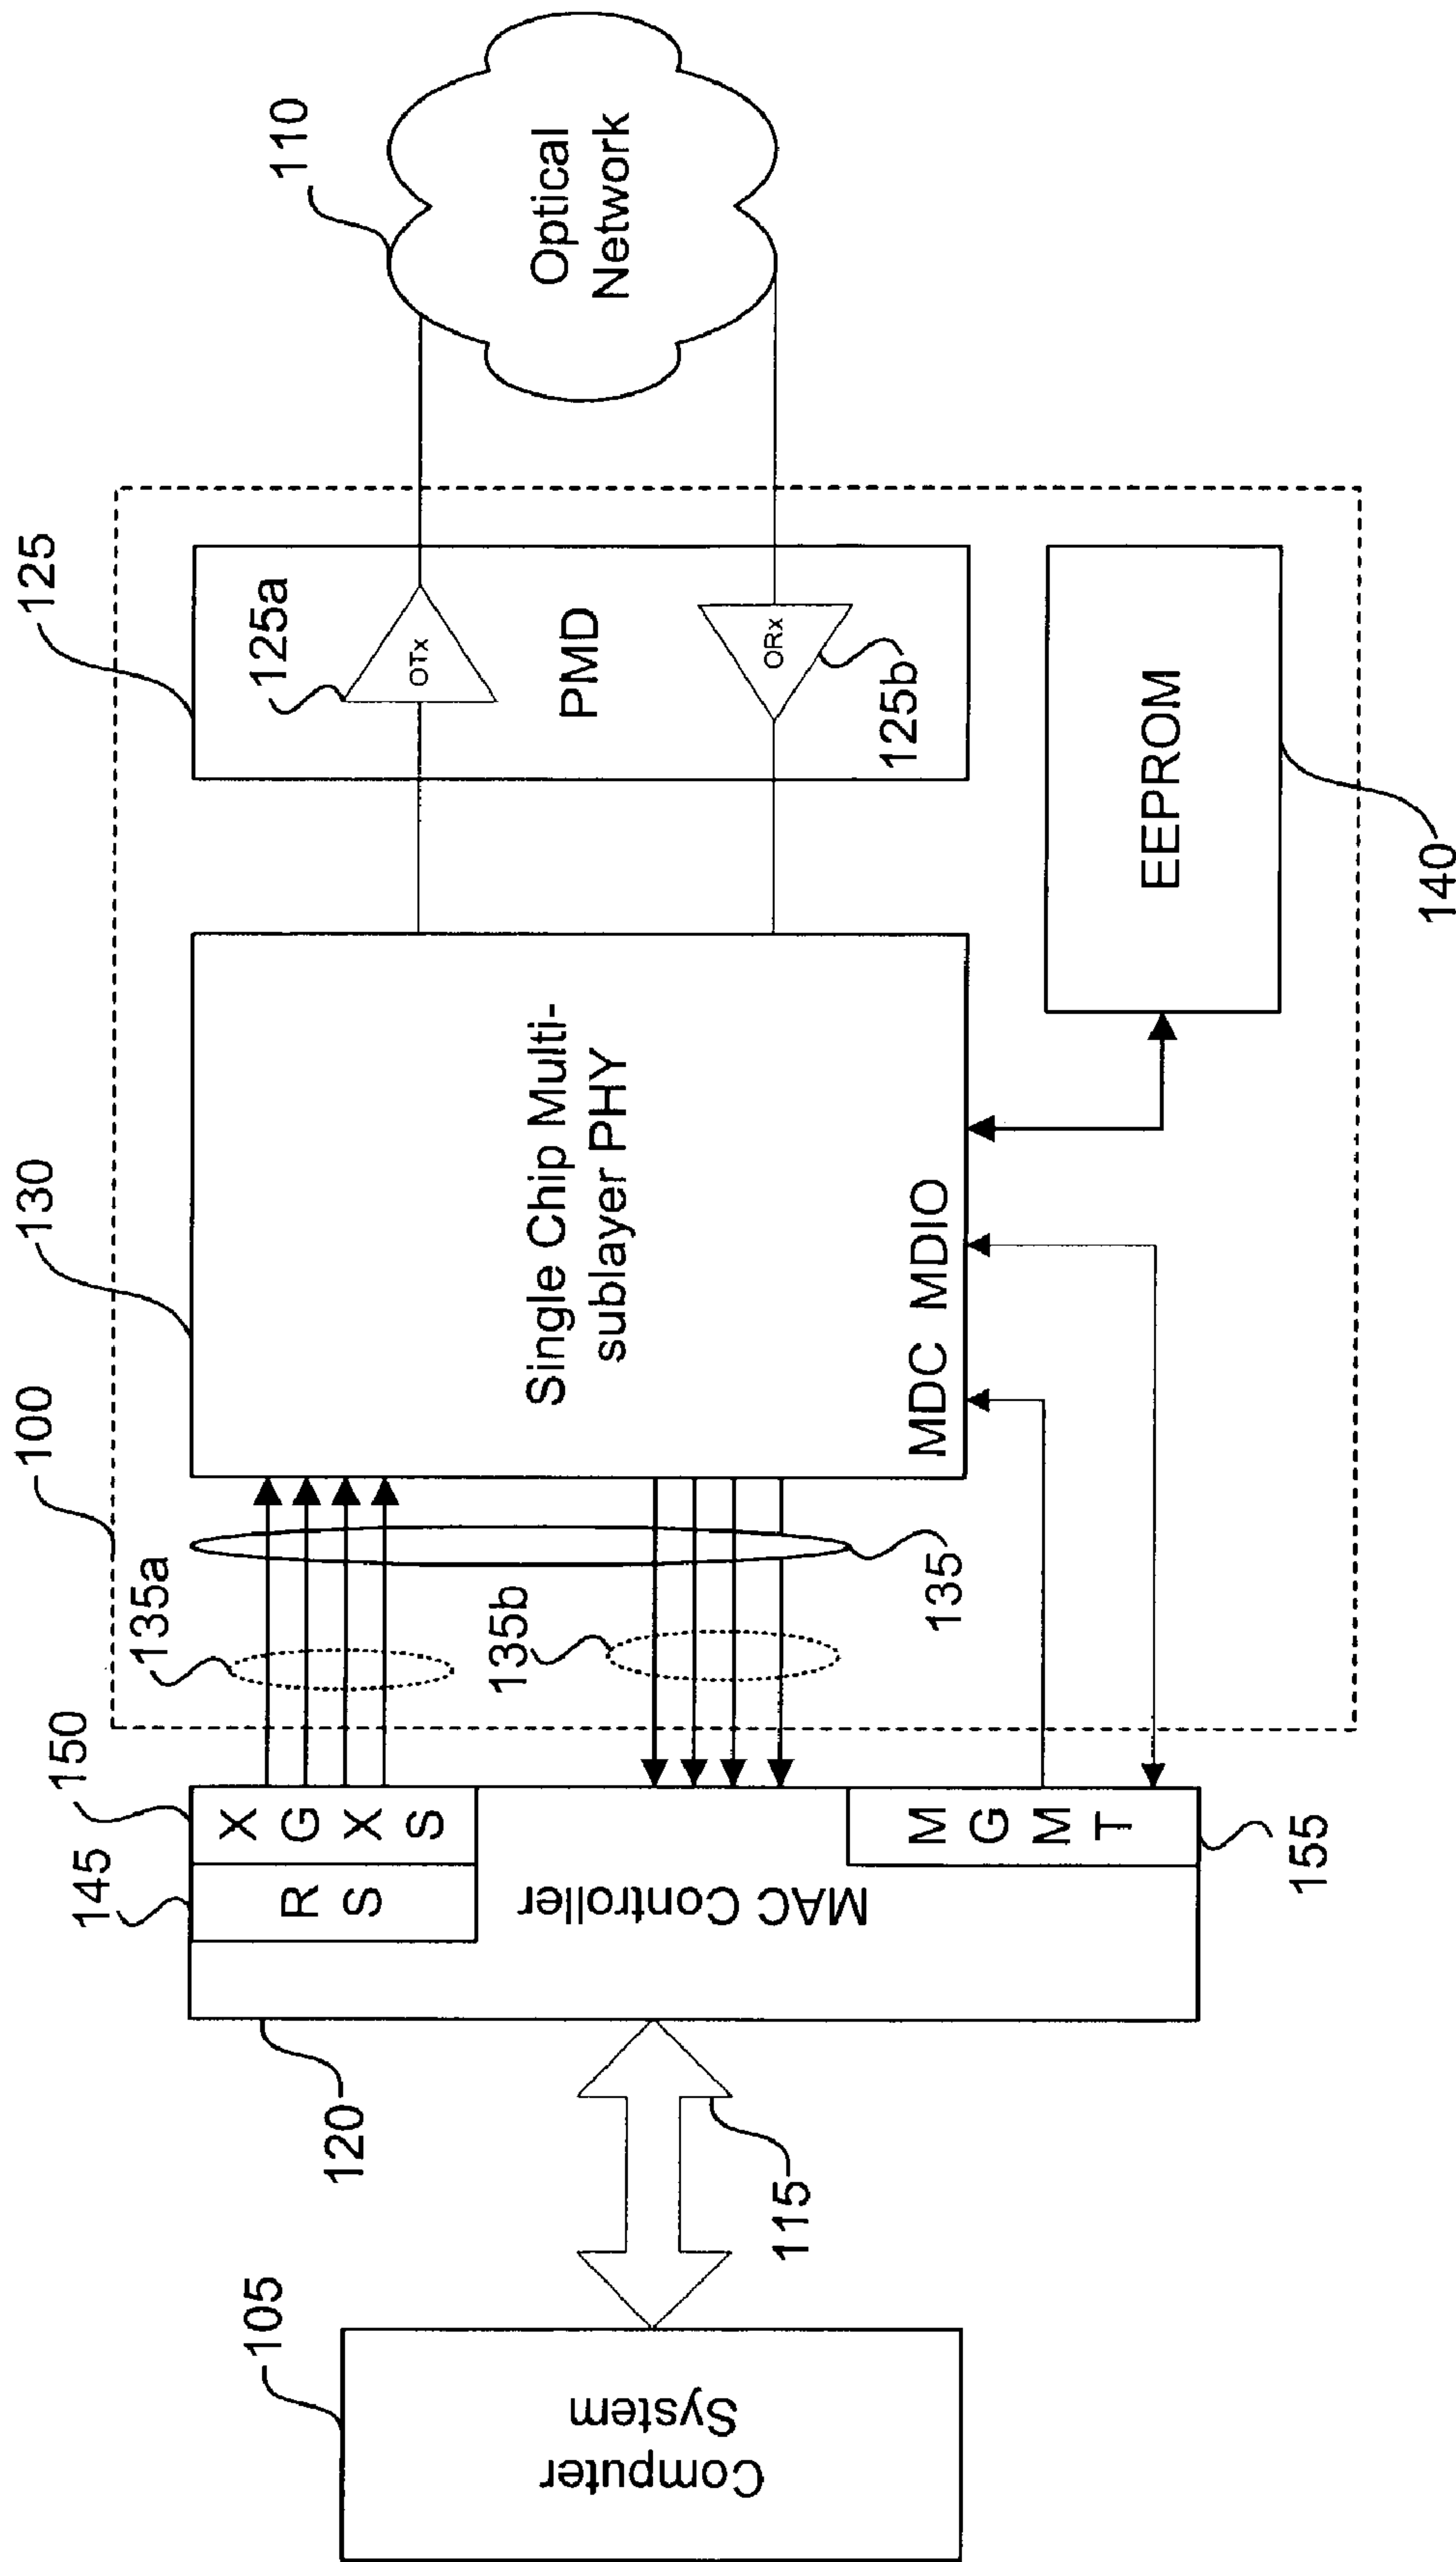 105
Computer
System
115
120
MAC Controller
145
R
S
150
X
G
X
S
M
G
M
T
155
100
135a
135b
135
130
Single Chip Multi-
sublayer PHY
MDC MDIO
125
125a
OTx
PMD
ORx
125b
EEPROM
140
110
Optical
Network